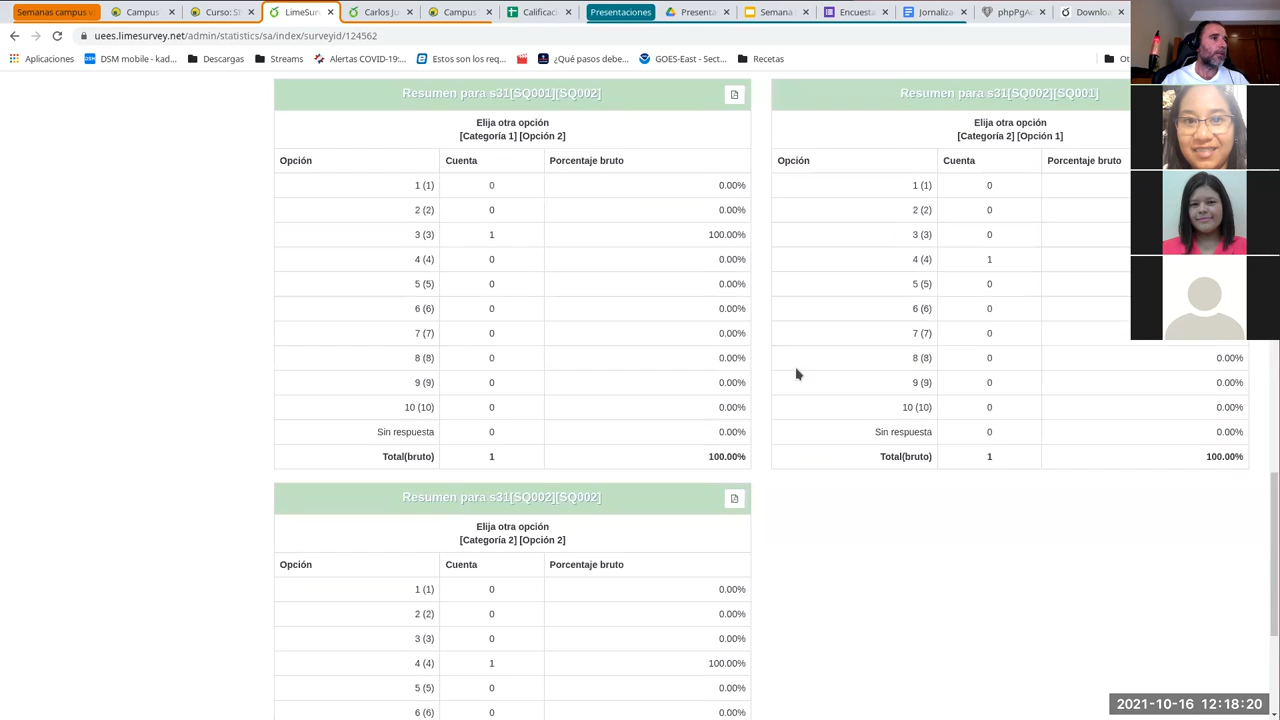 Semanas campus v
Campus
Curso: S
LimeSur
Carlos Ju
Campus
Calificaci
Presentaciones
Presenta
Semana
Encuesta
Jornaliza
phpPgA
Downloa
uees.limesurvey.net/admin/statistics/sa/index/surveyid/124562
Aplicaciones
DSM mobile - kad...
Descargas
Streams
Alertas COVID-19:...
Estos son los req...
¿Qué pasos debe...
GOES-East - Sect...
Recetas
Ot
Resumen para s31[SQ001][SQ002]
Elija otra opción
[Categoría 1] [Opción 2]
Opción Cuenta Porcentaje bruto
1 (1) 0 0.00%
2 (2) 0 0.00%
3 (3) 1 100.00%
4 (4) 0 0.00%
5 (5) 0 0.00%
6 (6) 0 0.00%
7 (7) 0 0.00%
8 (8) 0 0.00%
9 (9) 0 0.00%
10 (10) 0 0.00%
Sin respuesta 0 0.00%
Total(bruto) 1 100.00%
Resumen para s31[SQ002][SQ001]
Elija otra opción
[Categoría 2] [Opción 1]
Opción Cuenta Porcentaje bruto
1 (1) 0
2 (2) 0
3 (3) 0
4 (4) 1
5 (5) 0
6 (6) 0
7 (7) 0
8 (8) 0 0.00%
9 (9) 0 0.00%
10 (10) 0 0.00%
Sin respuesta 0 0.00%
Total(bruto) 1 100.00%
Resumen para s31[SQ002][SQ002]
Elija otra opción
[Categoría 2] [Opción 2]
Opción Cuenta Porcentaje bruto
1 (1) 0 0.00%
2 (2) 0 0.00%
3 (3) 0 0.00%
4 (4) 1 100.00%
5 (5) 0 0.00%
6 (6) 0 0.00%
2021-10-16 12:18:20